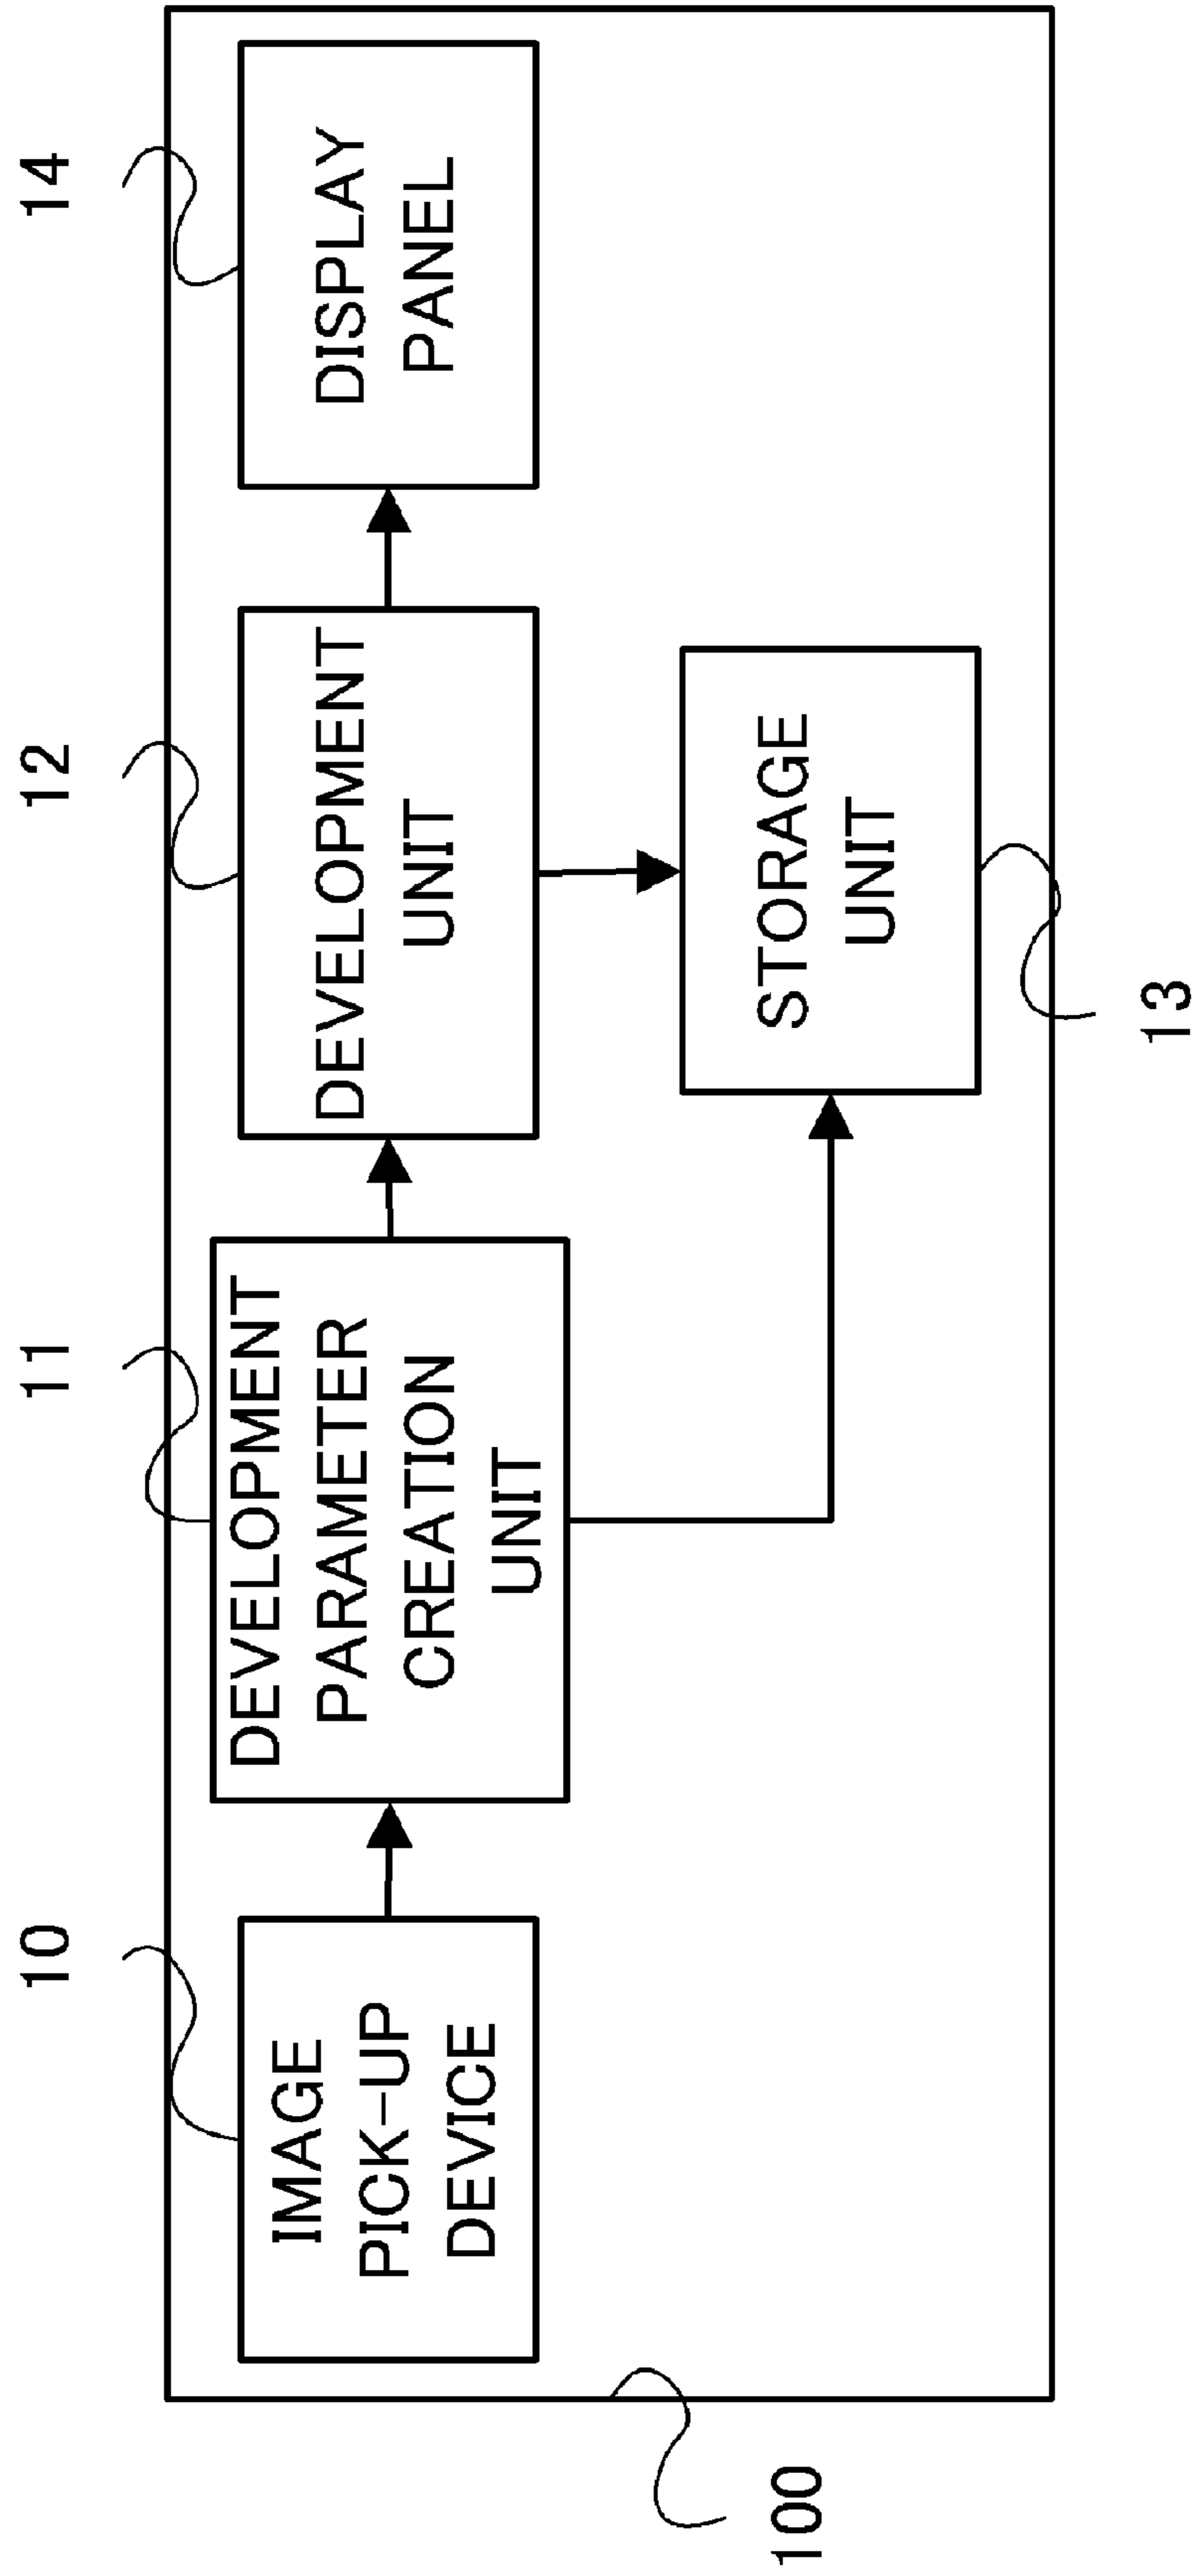 10
11
12
14
IMAGE
PICK-UP
DEVICE
DEVELOPMENT
PARAMETER
CREATION
UNIT
DEVELOPMENT
UNIT
DISPLAY
PANEL
STORAGE
UNIT
100
13